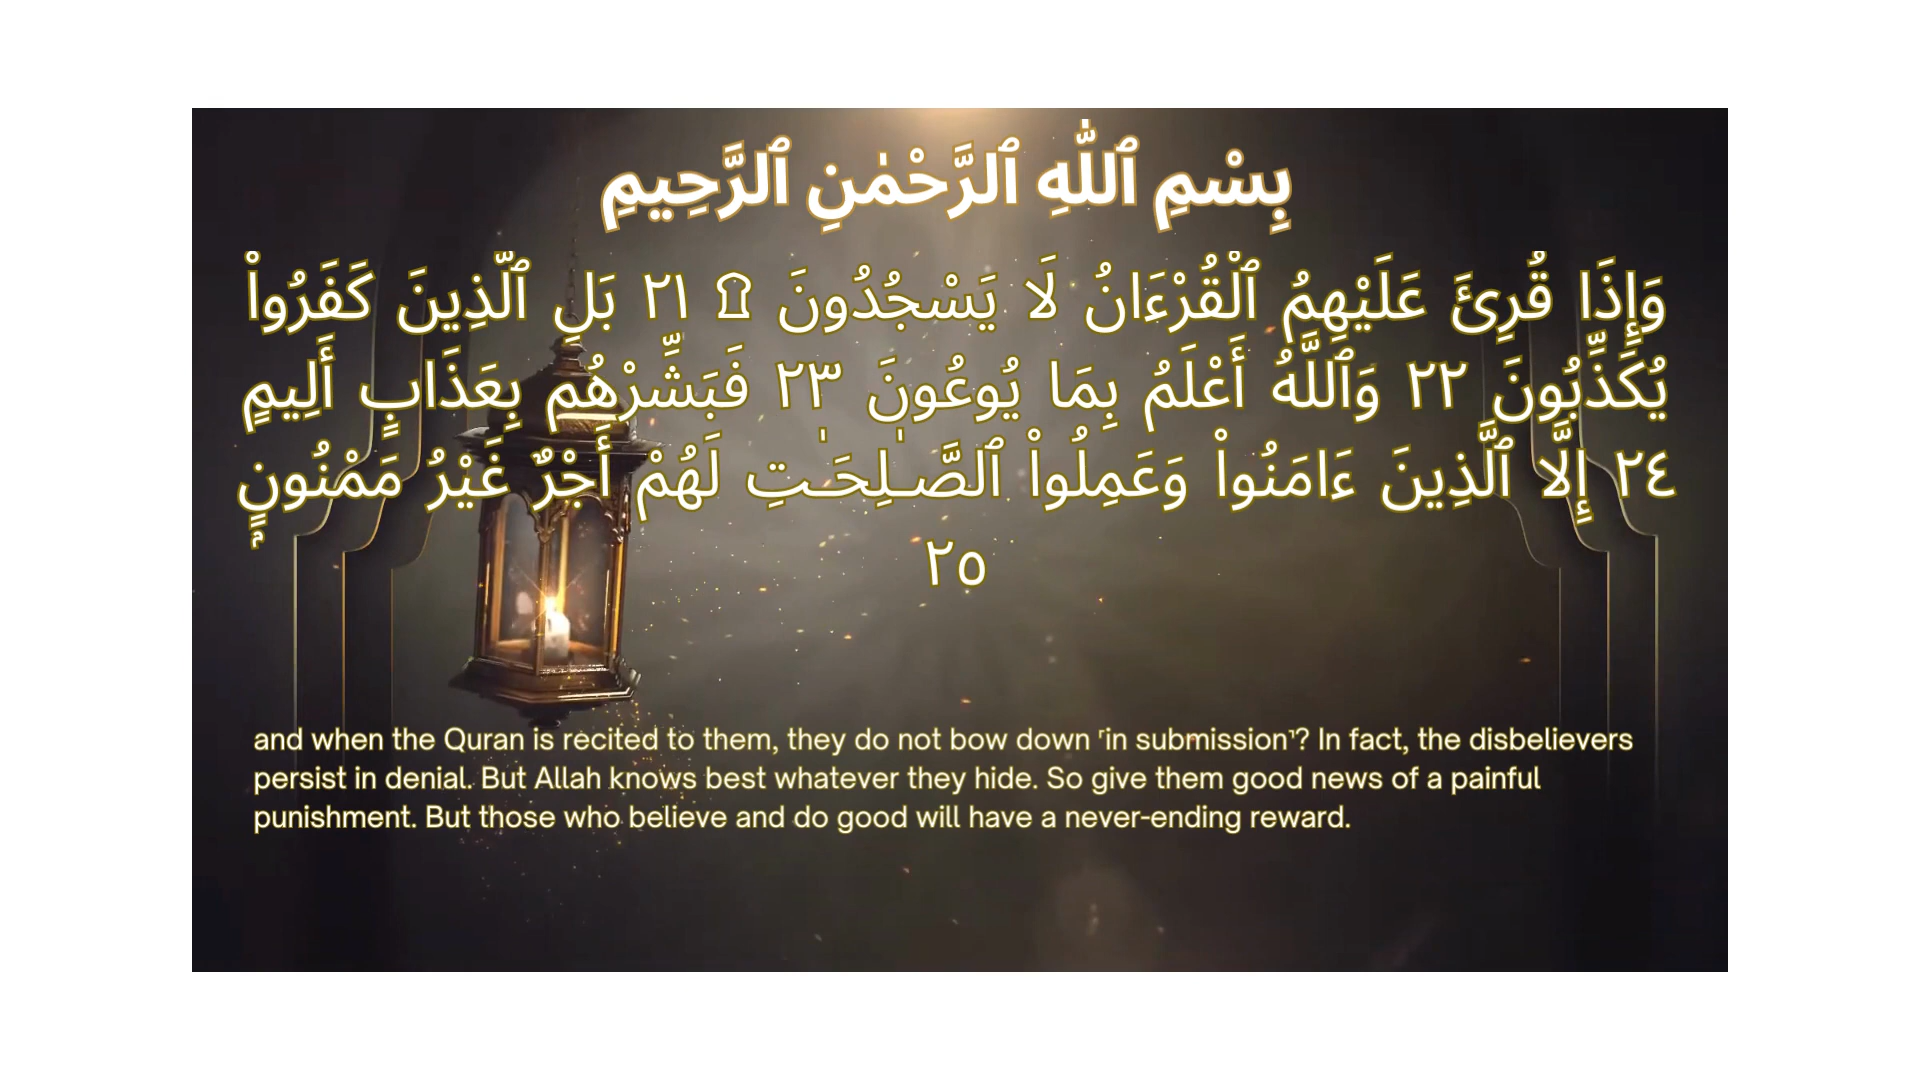 بِسْمِ ٱللَّٰهِ ٱلرَّحْمَٰنِ ٱلرَّحِيمِ
وَإِذَا قُرِئَ عَلَيْهِمُ ٱلْقُرْءَانُ لَا يَسْجُدُونَ ۩ ٢١ بَلِ ٱلَّذِينَ كَفَرُوا۟
يُكَذِّبُونَ ٢٢ وَٱللَّهُ أَعْلَمُ بِمَا يُوعُونَ ٢٣ فَبَشِّرْهُم بِعَذَابٍ أَلِيمٍ
٢٤ إِلَّا ٱلَّذِينَ ءَامَنُوا۟ وَعَمِلُوا۟ ٱلصَّـٰلِحَـٰتِ لَهُمْ أَجْرٌ غَيْرُ مَمْنُونٍۭ
٢٥
and when the Quran is recited to them, they do not bow down ˹in submission˺? In fact, the disbelievers
persist in denial. But Allah knows best whatever they hide. So give them good news of a painful
punishment. But those who believe and do good will have a never-ending reward.